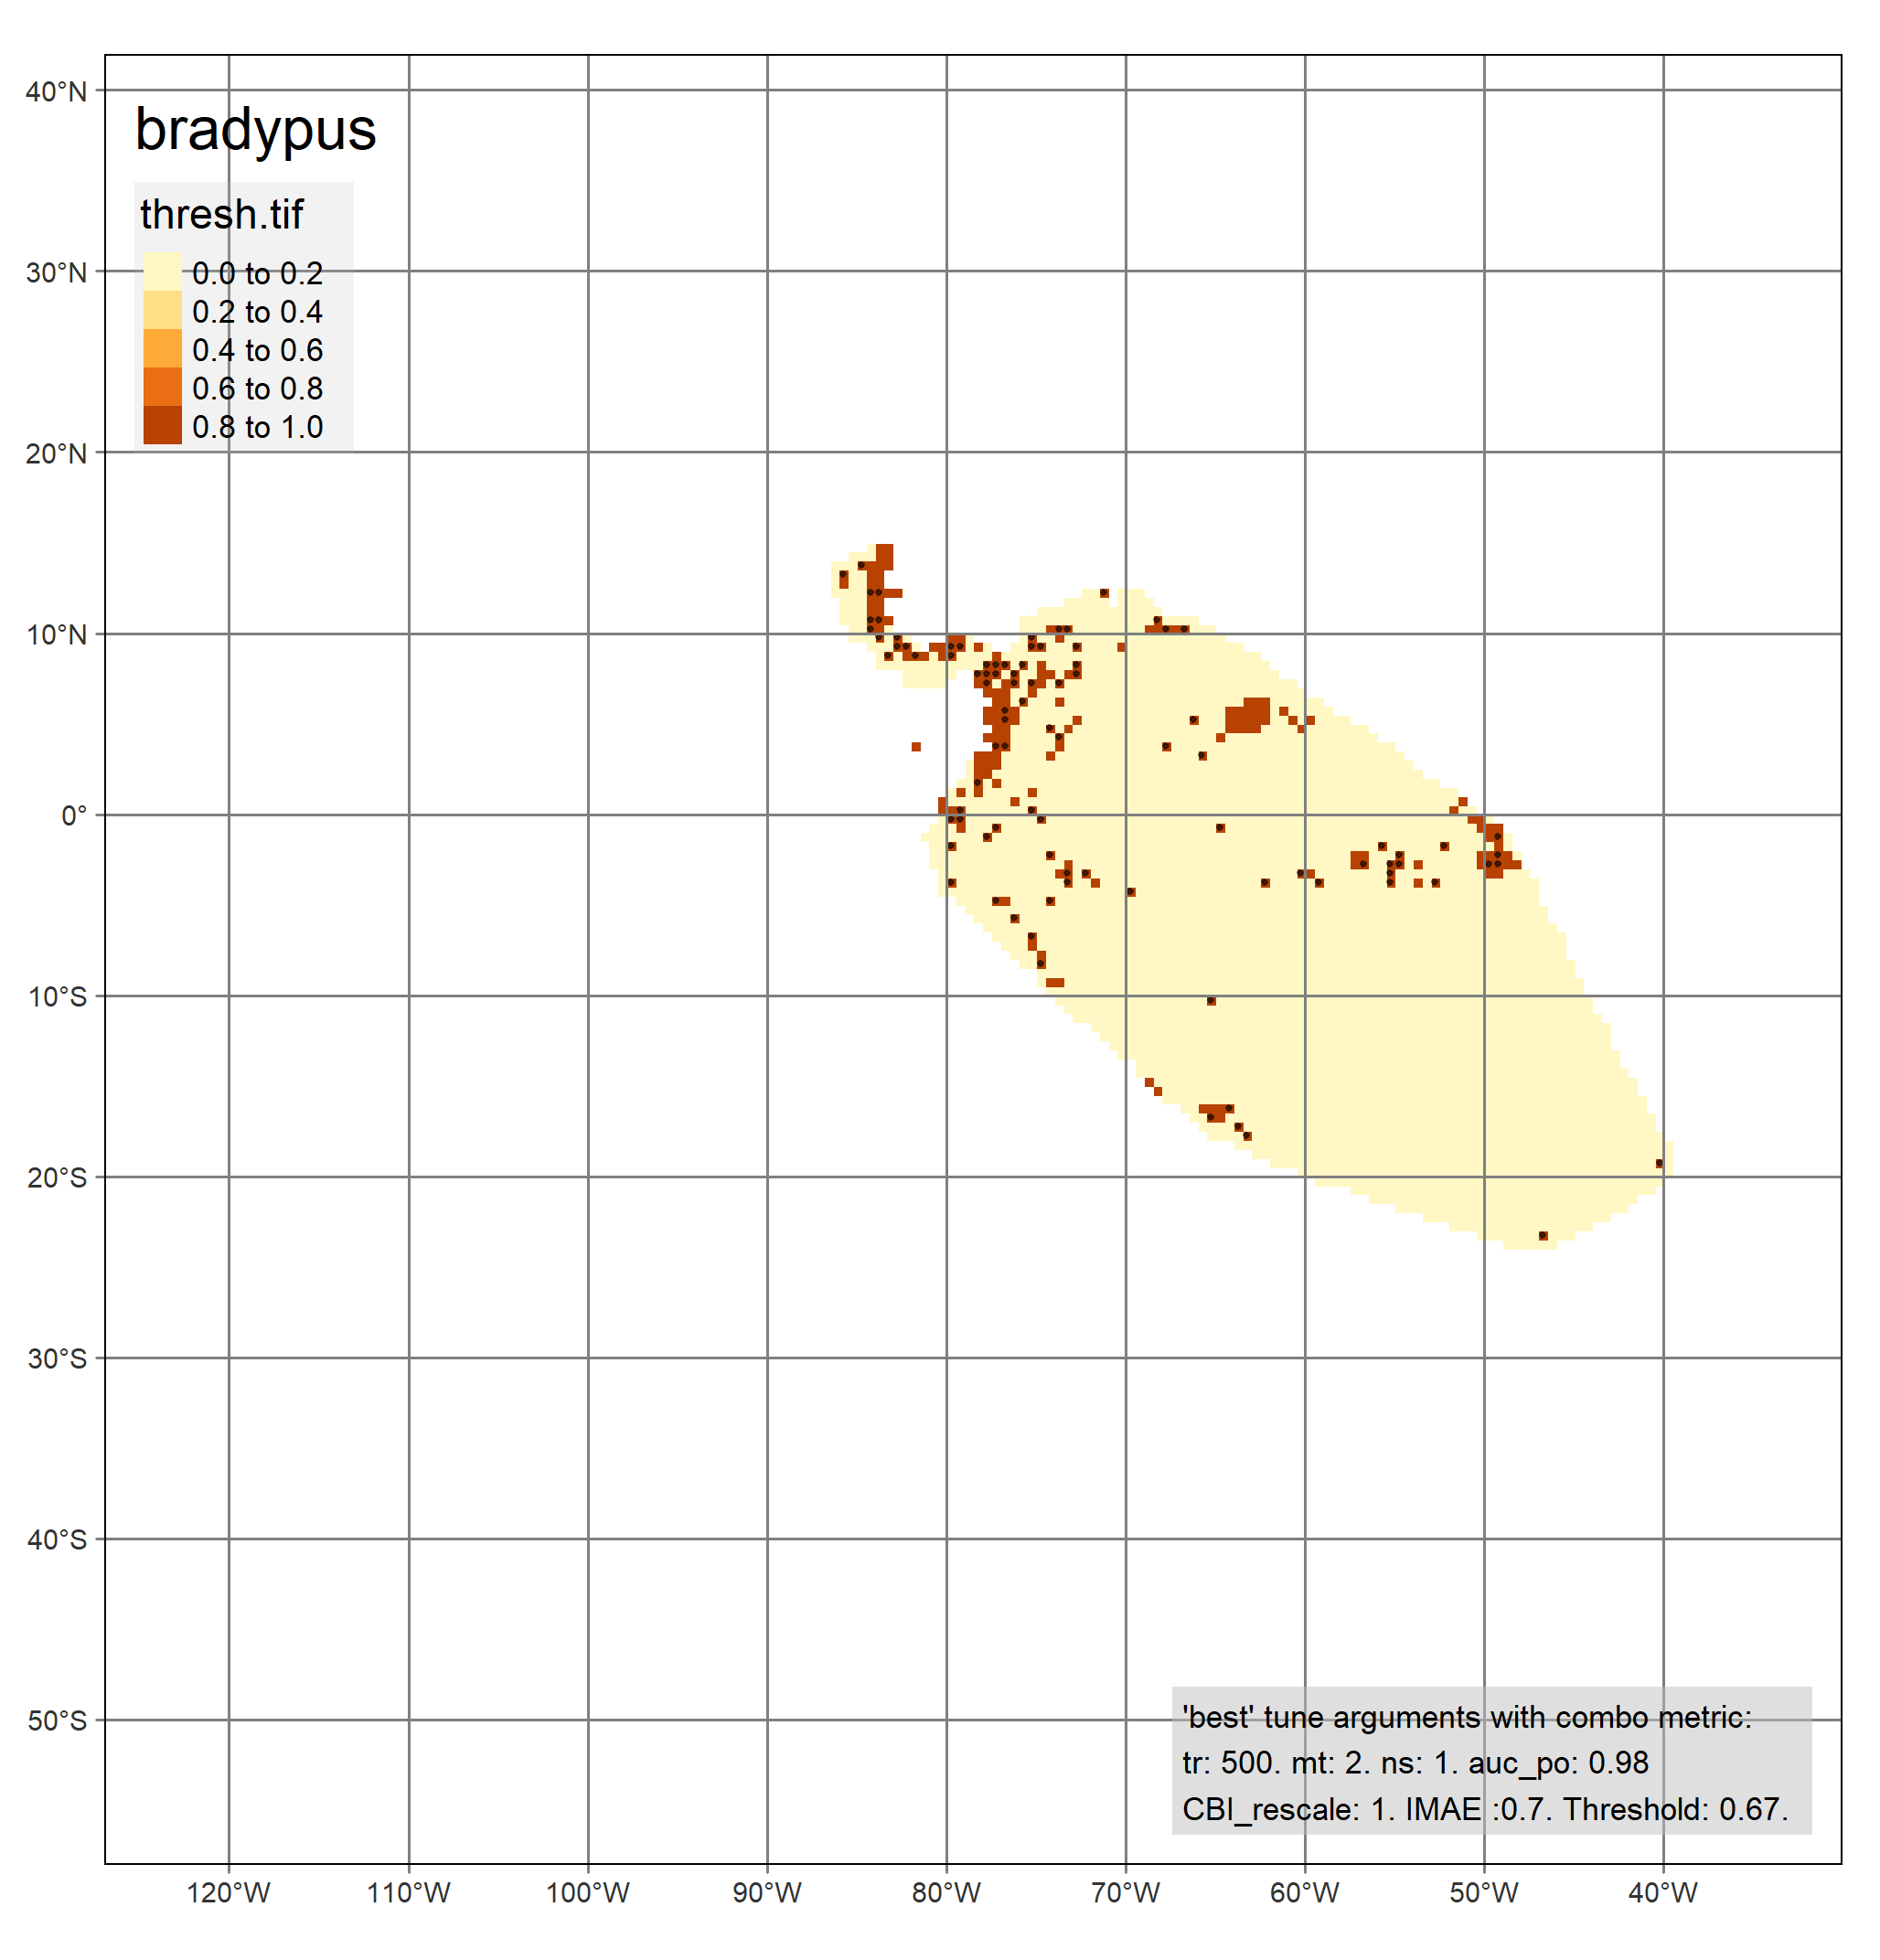 bradypus
thresh.tif
0.0 to 0.2
0.2 to 0.4
0.4 to 0.6
0.6 to 0.8
0.8 to 1.0
40°N
30°N
20°N
10°N
0°
10°S
20°S
30°S
40°S
50°S
'best' tune arguments with combo metric:
tr: 500. mt: 2. ns: 1. auc_po: 0.98
CBI_rescale: 1. IMAE :0.7. Threshold: 0.67.
120°W 110°W 100°W 90°W 80°W 70°W 60°W 50°W 40°W